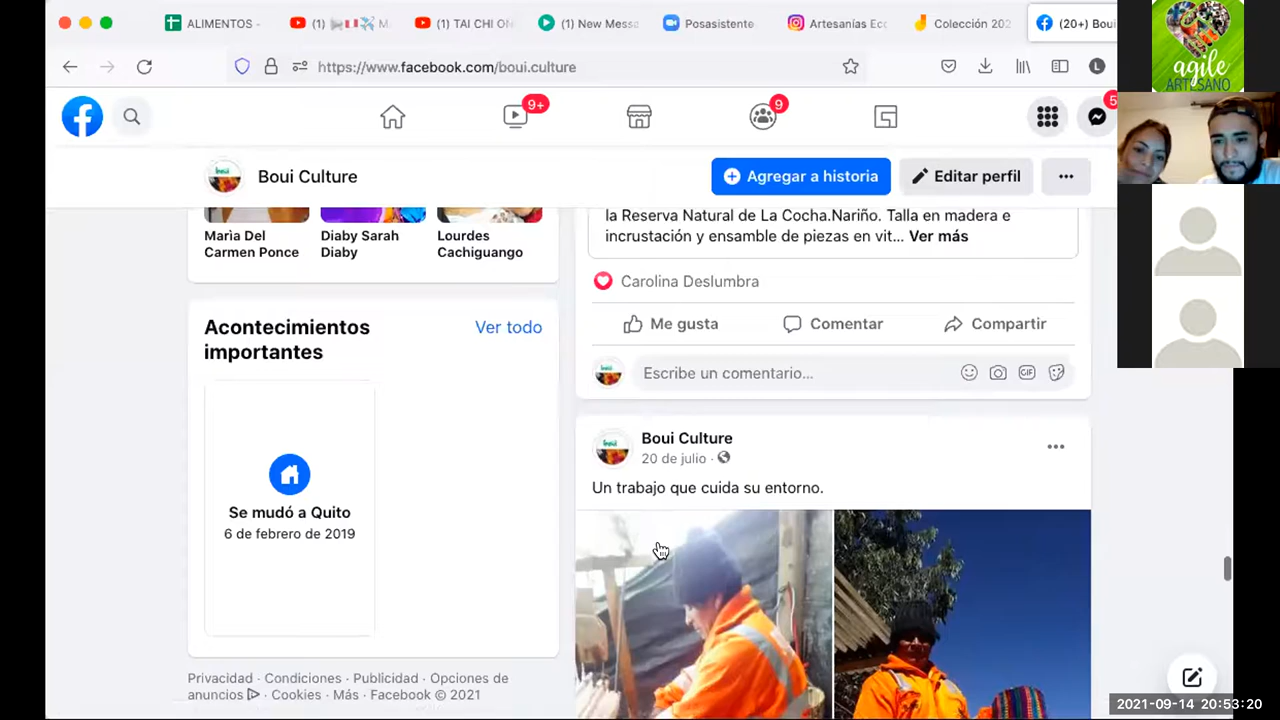 ALIMENTOS -
(1)
(1) TAI CHI ON
(1) New Messa
Posasistente
Artesanías Eco
Colección 202
(20+) Boui
https://www.facebook.com/boui.culture
9+
9
5
Boui Culture
Agregar a historia
Editar perfil
agile
ARTESANO
Marìa Del
Carmen Ponce
Diaby Sarah
Diaby
Lourdes
Cachiguango
la Reserva Natural de La Cocha.Nariño. Talla en madera e
incrustación y ensamble de piezas en vit... Ver más
Carolina Deslumbra
Me gusta
Comentar
Compartir
Escribe un comentario...
GIF
Acontecimientos
importantes
Ver todo
Se mudó a Quito
6 de febrero de 2019
Boui Culture
20 de julio ·
Un trabajo que cuida su entorno.
Privacidad · Condiciones · Publicidad · Opciones de
anuncios · Cookies · Más · Facebook © 2021
2021-09-14 20:53:20